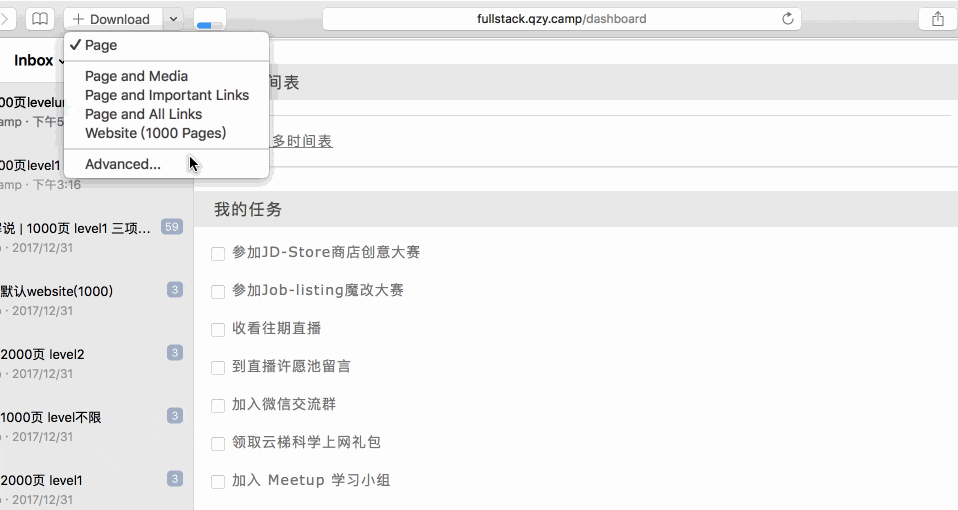 Download
fullstack.qzy.camp/dashboard
Page
Page and Media
Page and Important Links
Page and All Links
Website (1000 Pages)
Advanced...
Inbox
00页levelu
amp · 下午5
00页level1
amp · 下午3:16
说 | 1000页 level1 三项... 59
· 2017/12/31
默认website(1000) 3
· 2017/12/31
2000页 level2 3
· 2017/12/31
1000页 level不限 3
· 2017/12/31
2000页 level1 3
· 2017/12/31
间表
多时间表
我的任务
参加JD-Store商店创意大赛
参加Job-listing魔改大赛
收看往期直播
到直播许愿池留言
加入微信交流群
领取云梯科学上网礼包
加入 Meetup 学习小组